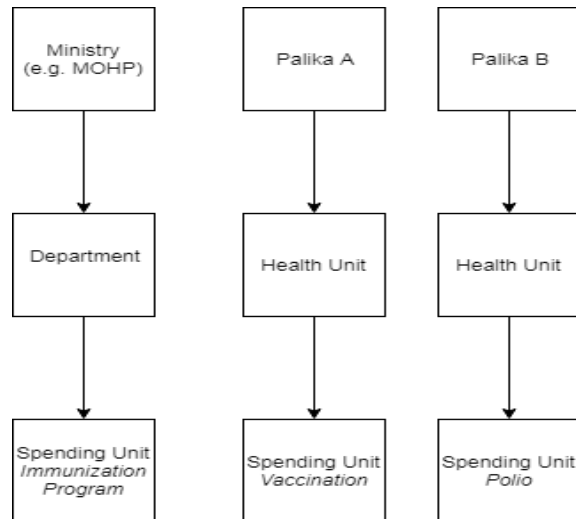 Ministry
(e.g. MOHP)
Palika A
Palika B
Department
Health Unit
Health Unit
Spending Unit
Immunization
Program
Spending Unit
Vaccination
Spending Unit
Polio